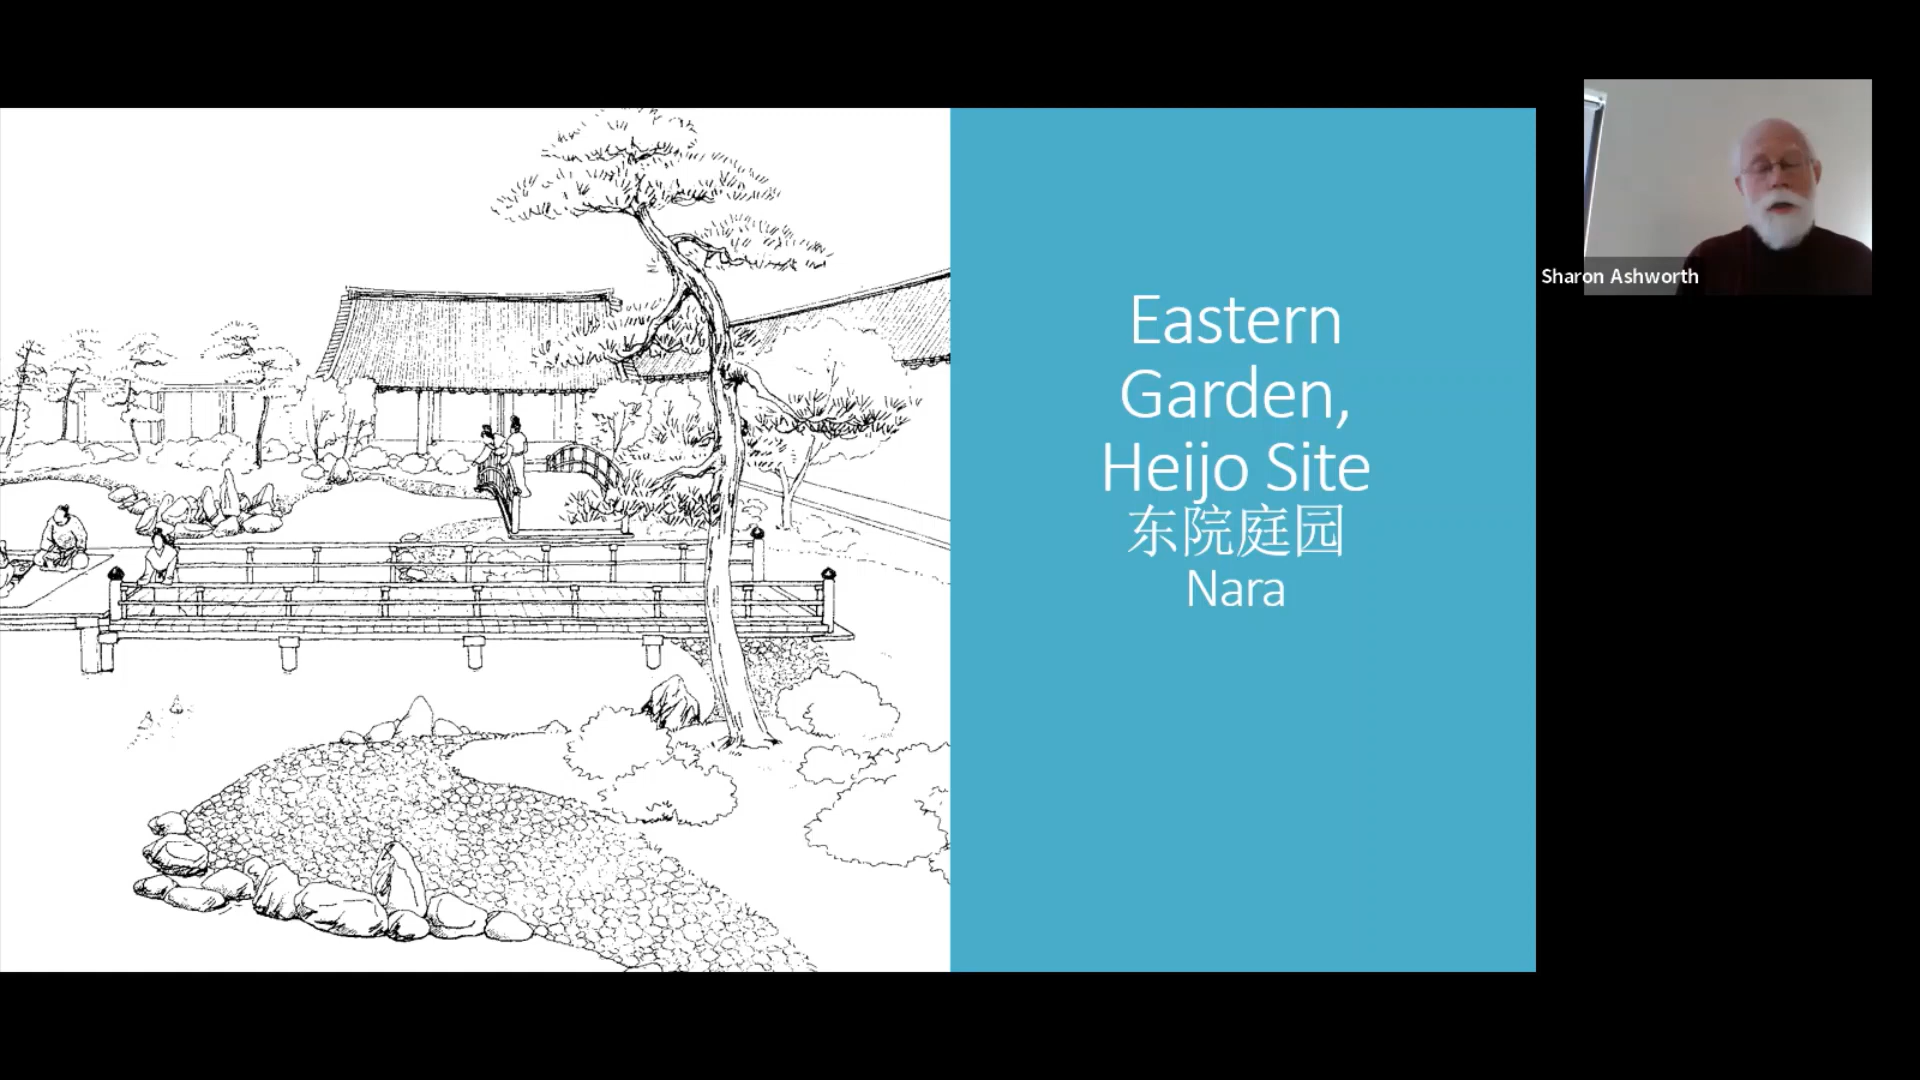 Eastern
Garden,
Heijo Site
东院庭园
Nara
Sharon Ashworth